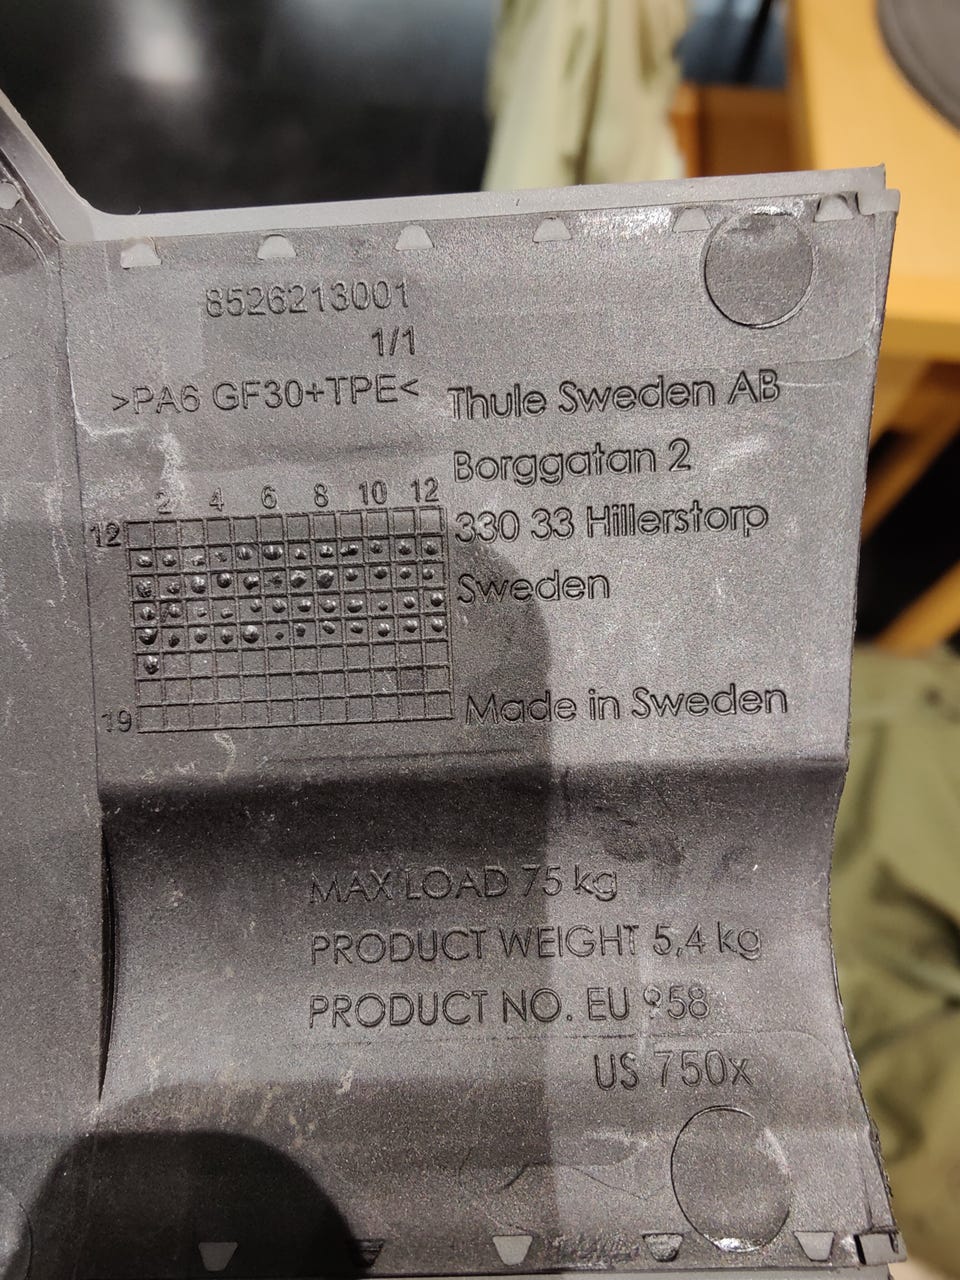 8526213001
1/1
>PA6 GF30+TPE<
Thule Sweden AB
Borggatan 2
330 33 Hillerstorp
Sweden
2 4 6 8 10 12
12
19
Made in Sweden
MAX LOAD 75 kg
PRODUCT WEIGHT 5,4 kg
PRODUCT NO. EU 958
US 750x